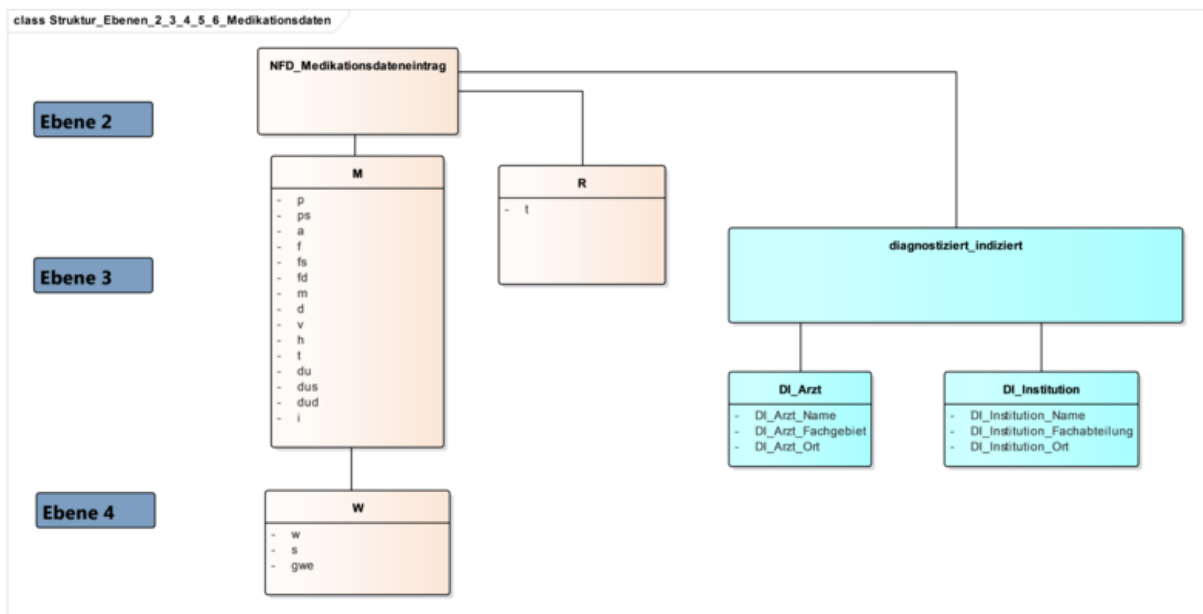 class Struktur_Ebenen_2_3_4_5_6_Medikationsdaten
NFD_Medikationsdateneintrag
Ebene 2
M
- p
- ps
- a
- f
- fs
- fd
- m
- d
- v
- h
- t
- du
- dus
- dud
- i
R
- t
diagnostiziert_indiziert
Ebene 3
DI_Arzt
- DI_Arzt_Name
- DI_Arzt_Fachgebiet
- DI_Arzt_Ort
DI_Institution
- DI_Institution_Name
- DI_Institution_Fachabteilung
- DI_Institution_Ort
Ebene 4
W
- w
- s
- gwe